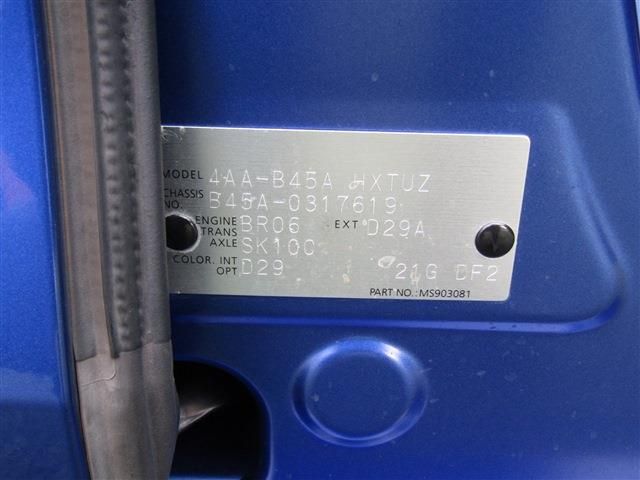 MODEL 4AA-B45A HXTUZ
CHASSIS NO. B45A-0317619
ENGINE BR06 EXT D29A
TRANS AXLE SK10C
COLOR. INT
OPT D29 21G DF2
PART NO.: MS903081